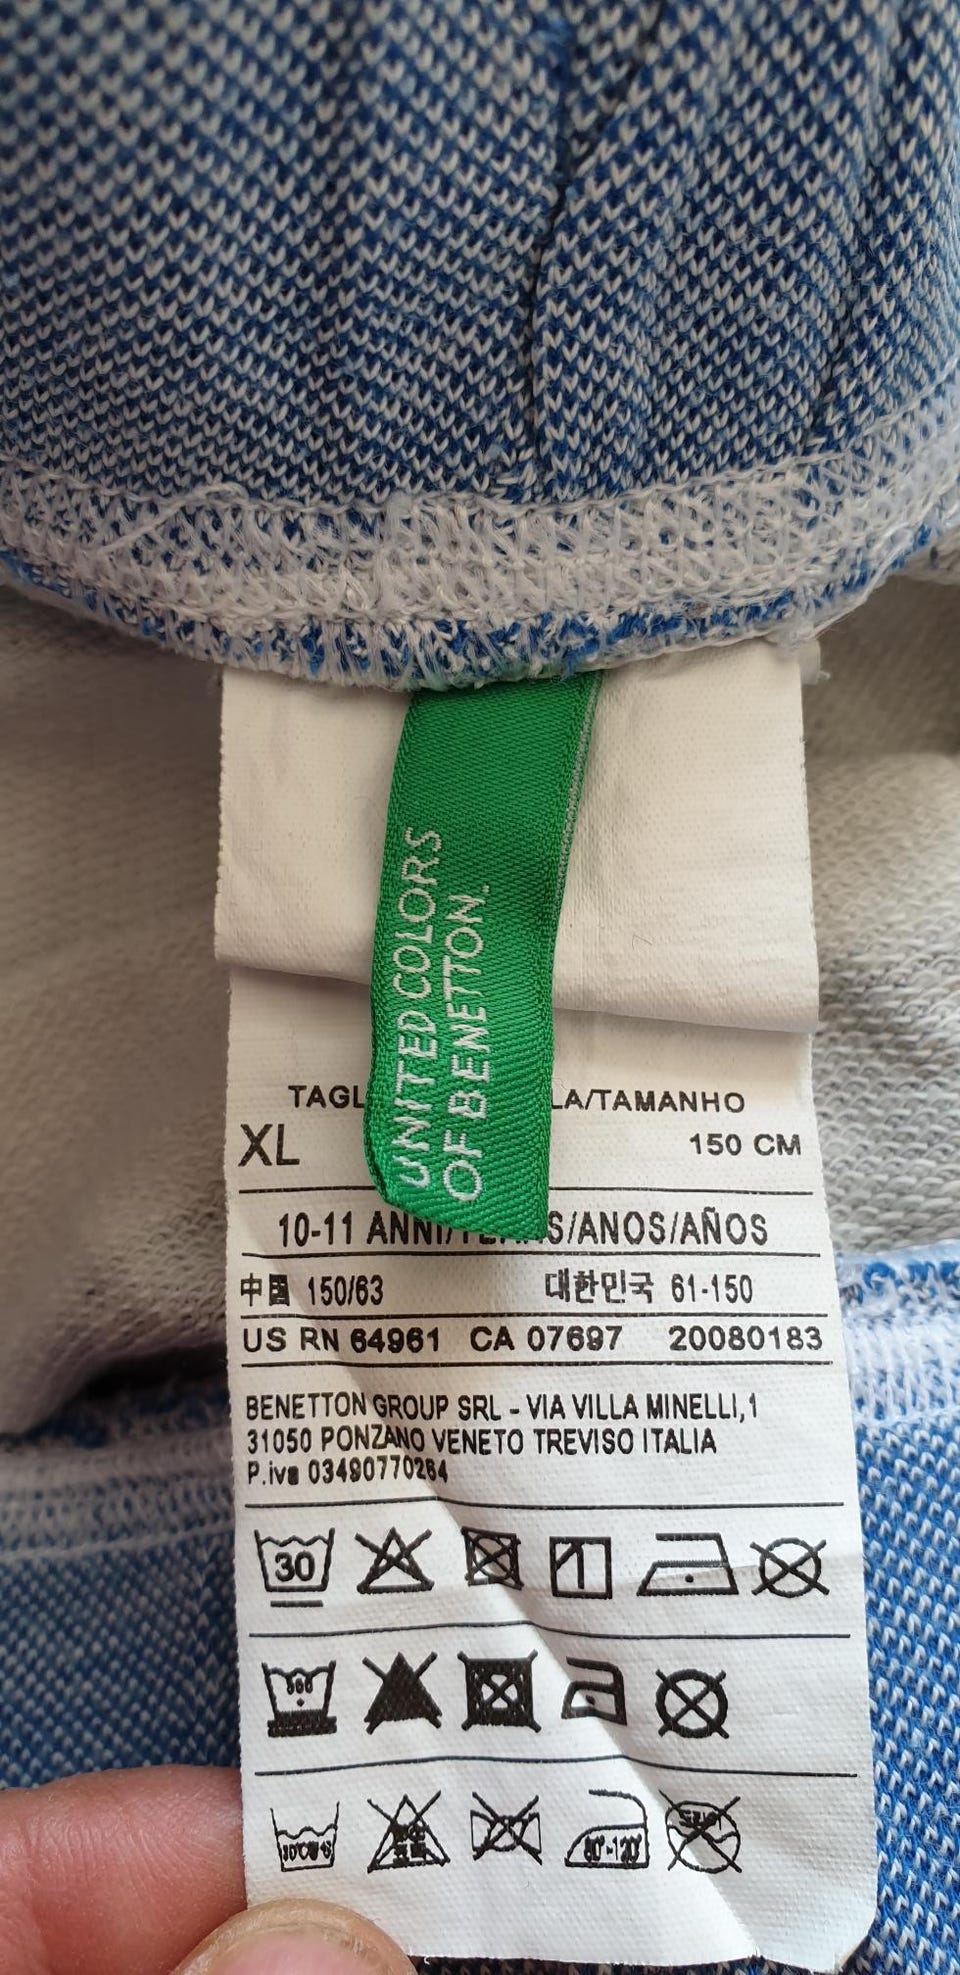 UNITED COLORS
OF BENETTON.
LA/TAMANHO
XL 150 CM
10-11 /ANOS/AÑOS
中国 150/63 대한민국 61-150
US RN 64961 CA 07697 20080183
BENETTON GROUP SRL - VIA VILLA MINELLI,1
31050 PONZANO VENETO TREVISO ITALIA
P.iva 03490770264
30